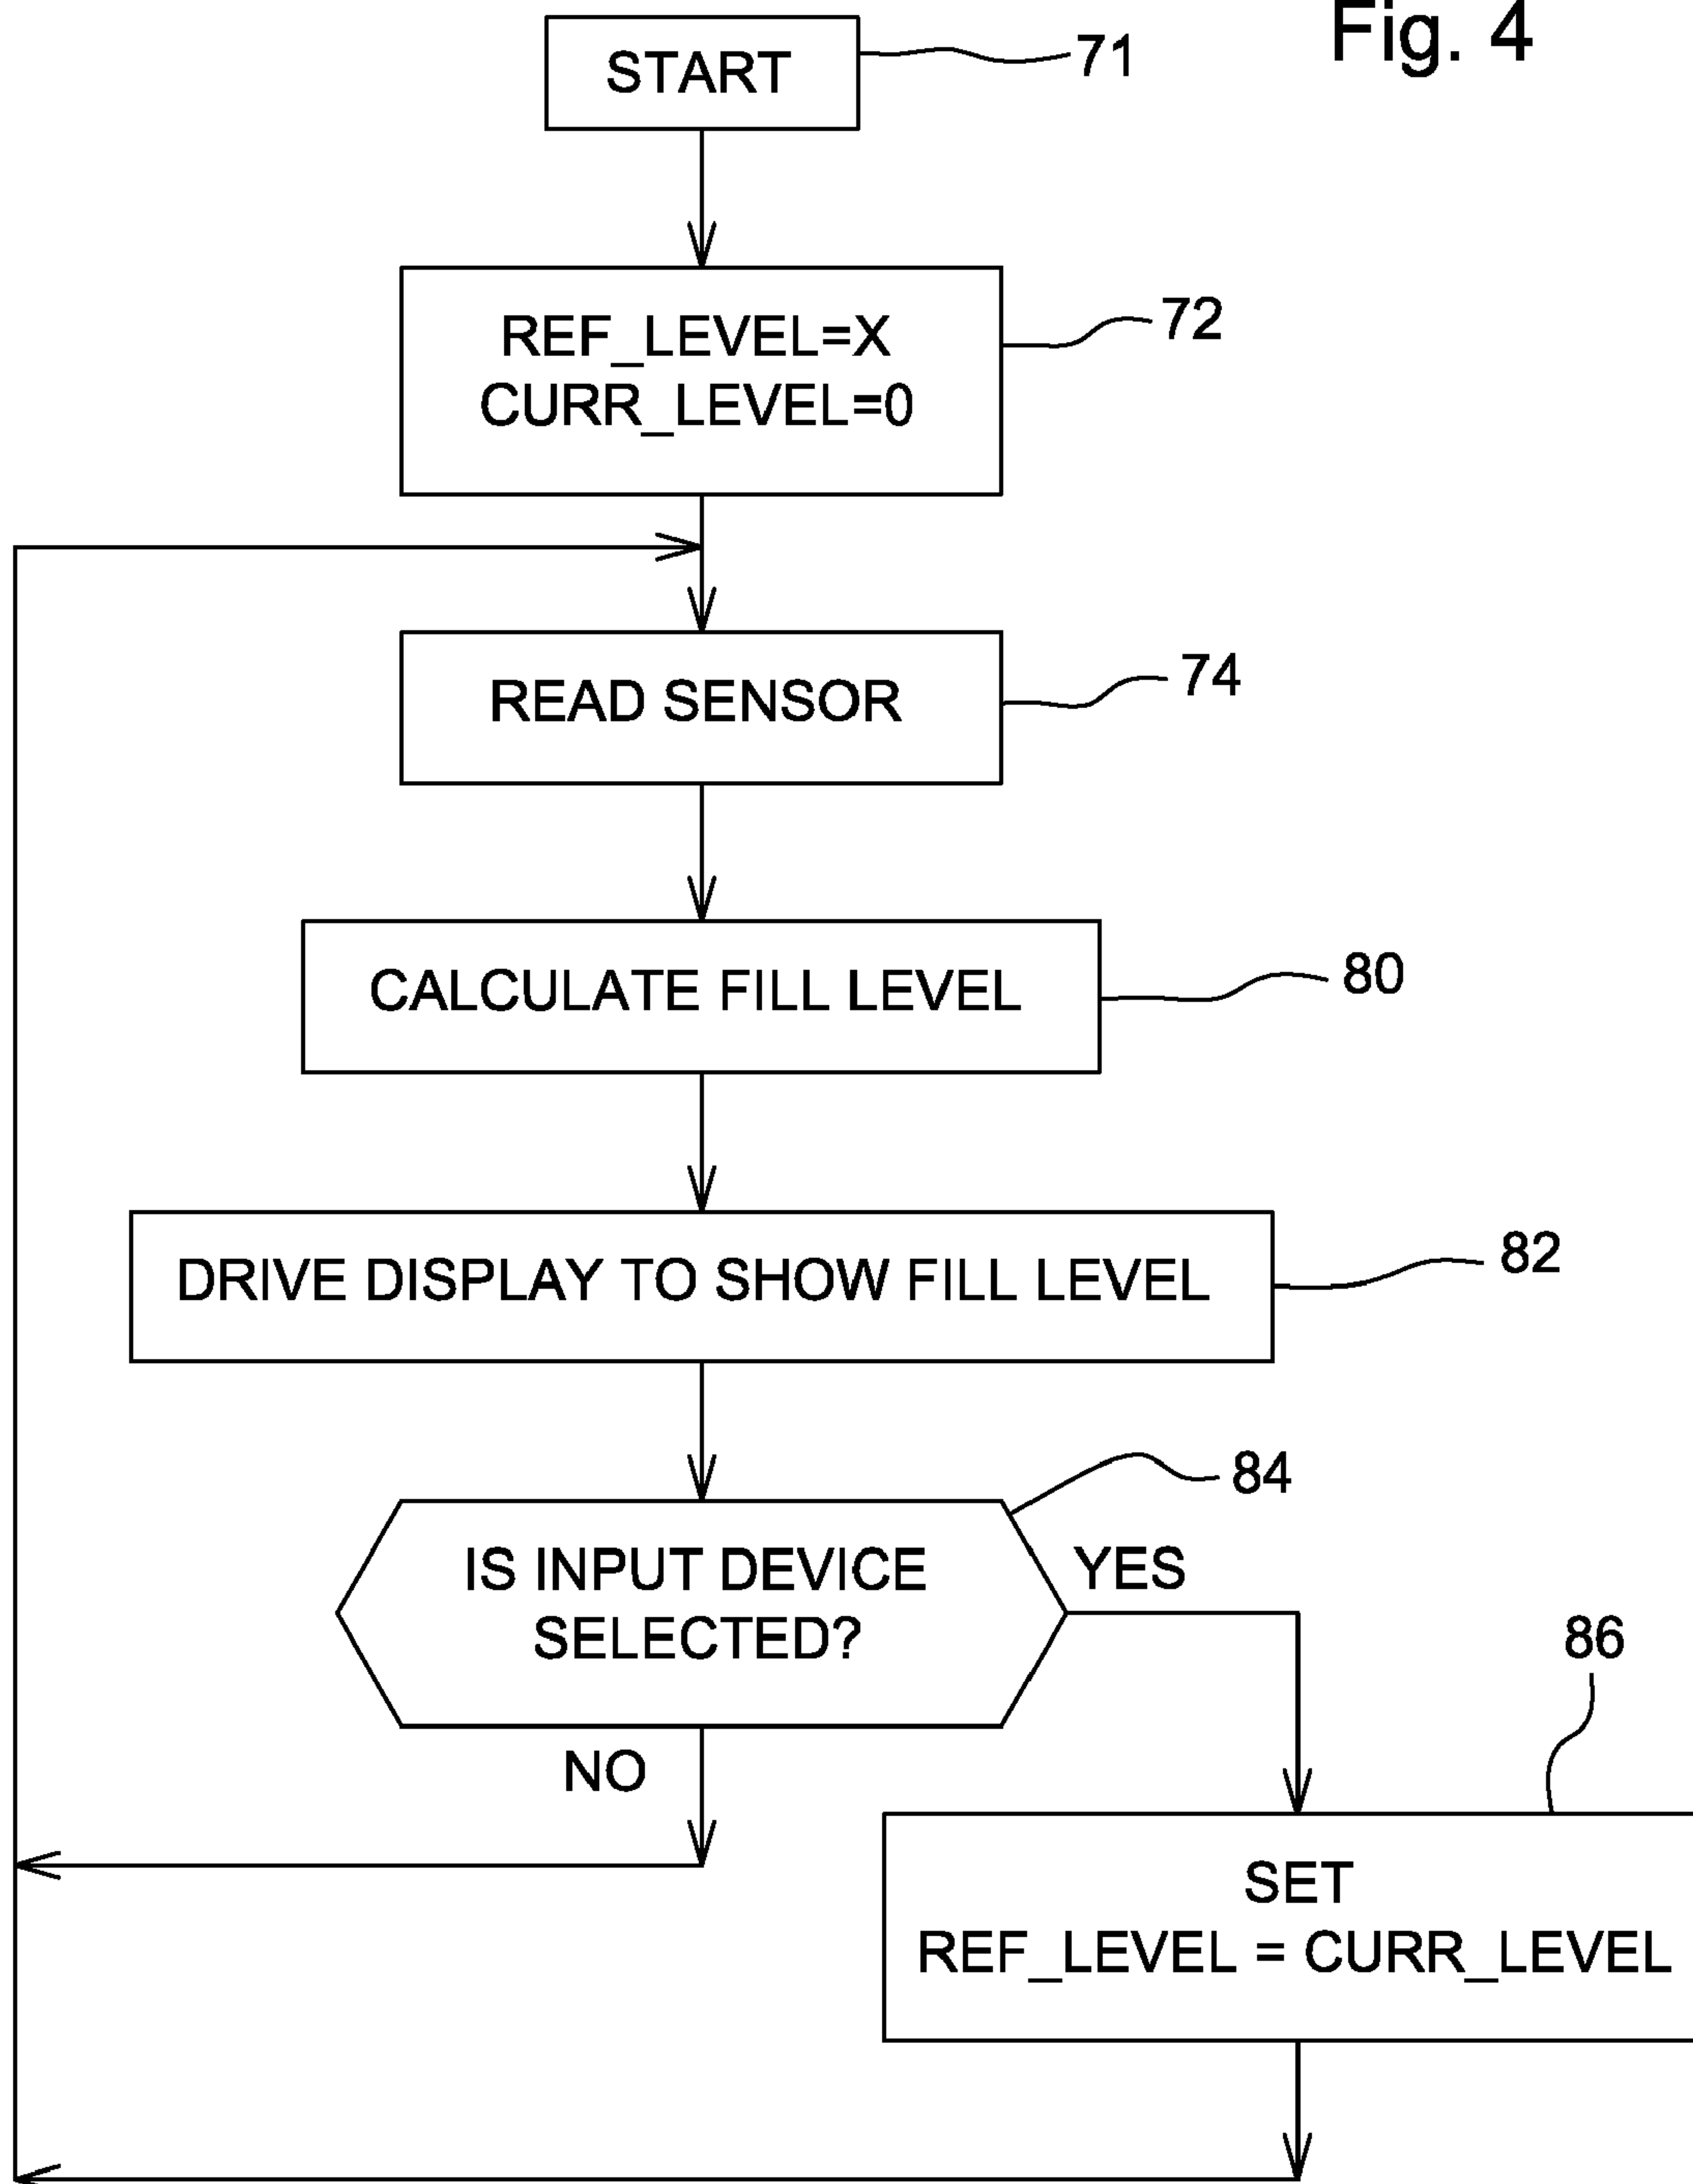 Fig. 4
START
71
REF_LEVEL=X
CURR_LEVEL=0
72
READ SENSOR
74
CALCULATE FILL LEVEL
80
DRIVE DISPLAY TO SHOW FILL LEVEL
82
84
IS INPUT DEVICE
SELECTED?
YES
NO
86
SET
REF_LEVEL = CURR_LEVEL